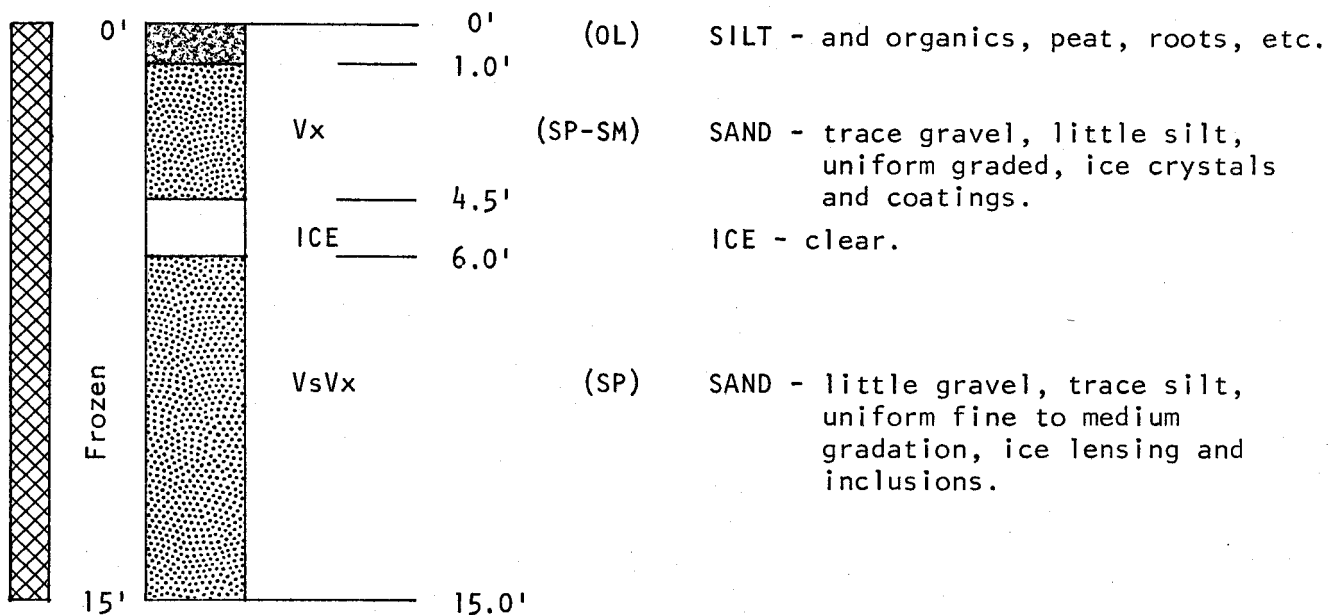 0' 0' (OL) SILT - and organics, peat, roots, etc.
1.0'
Vx (SP-SM) SAND - trace gravel, little silt,
uniform graded, ice crystals
and coatings.
4.5'
ICE ICE - clear.
6.0'
Frozen
VsVx (SP) SAND - little gravel, trace silt,
uniform fine to medium
gradation, ice lensing and
inclusions.
15' 15.0'